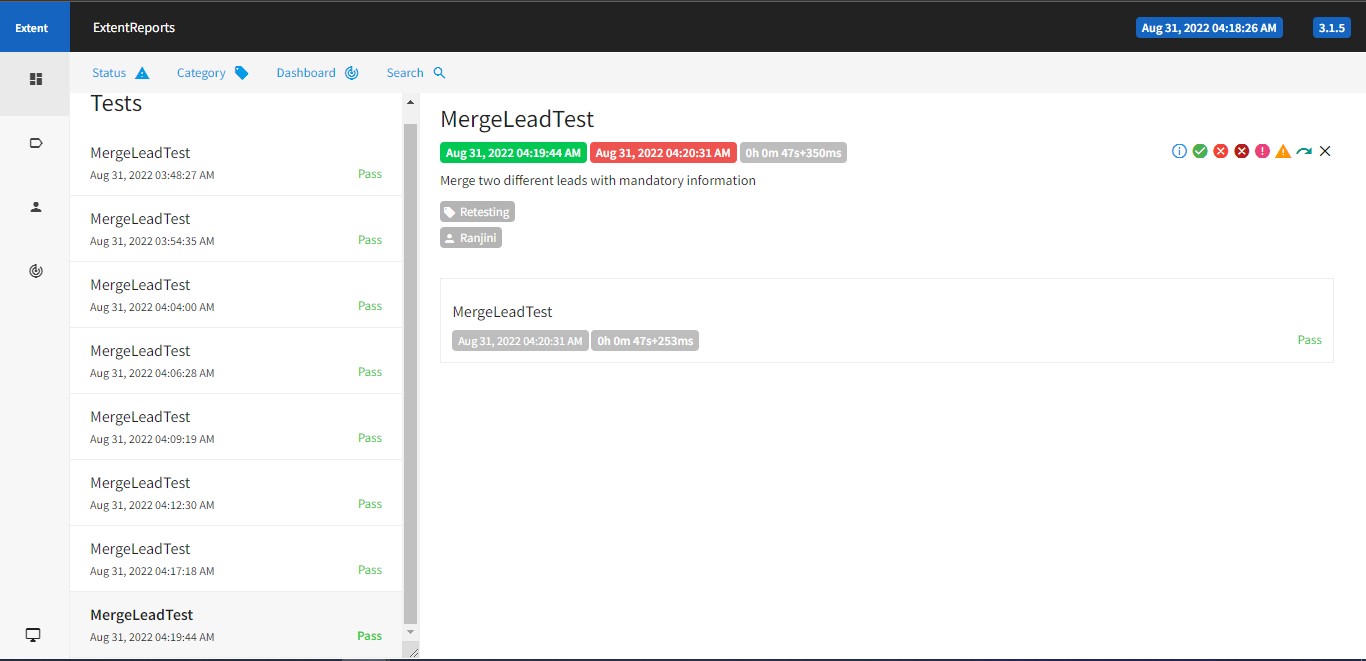 Extent
ExtentReports
Aug 31, 2022 04:18:26 AM
3.1.5
Status
Category
Dashboard
Search
Tests
MergeLeadTest
Aug 31, 2022 03:48:27 AM
Pass
MergeLeadTest
Aug 31, 2022 03:54:35 AM
Pass
MergeLeadTest
Aug 31, 2022 04:04:00 AM
Pass
MergeLeadTest
Aug 31, 2022 04:06:28 AM
Pass
MergeLeadTest
Aug 31, 2022 04:09:19 AM
Pass
MergeLeadTest
Aug 31, 2022 04:12:30 AM
Pass
MergeLeadTest
Aug 31, 2022 04:17:18 AM
Pass
MergeLeadTest
Aug 31, 2022 04:19:44 AM
Pass
MergeLeadTest
Aug 31, 2022 04:19:44 AM
Aug 31, 2022 04:20:31 AM
0h 0m 47s+350ms
Merge two different leads with mandatory information
Retesting
Ranjini
MergeLeadTest
Aug 31, 2022 04:20:31 AM
0h 0m 47s+253ms
Pass